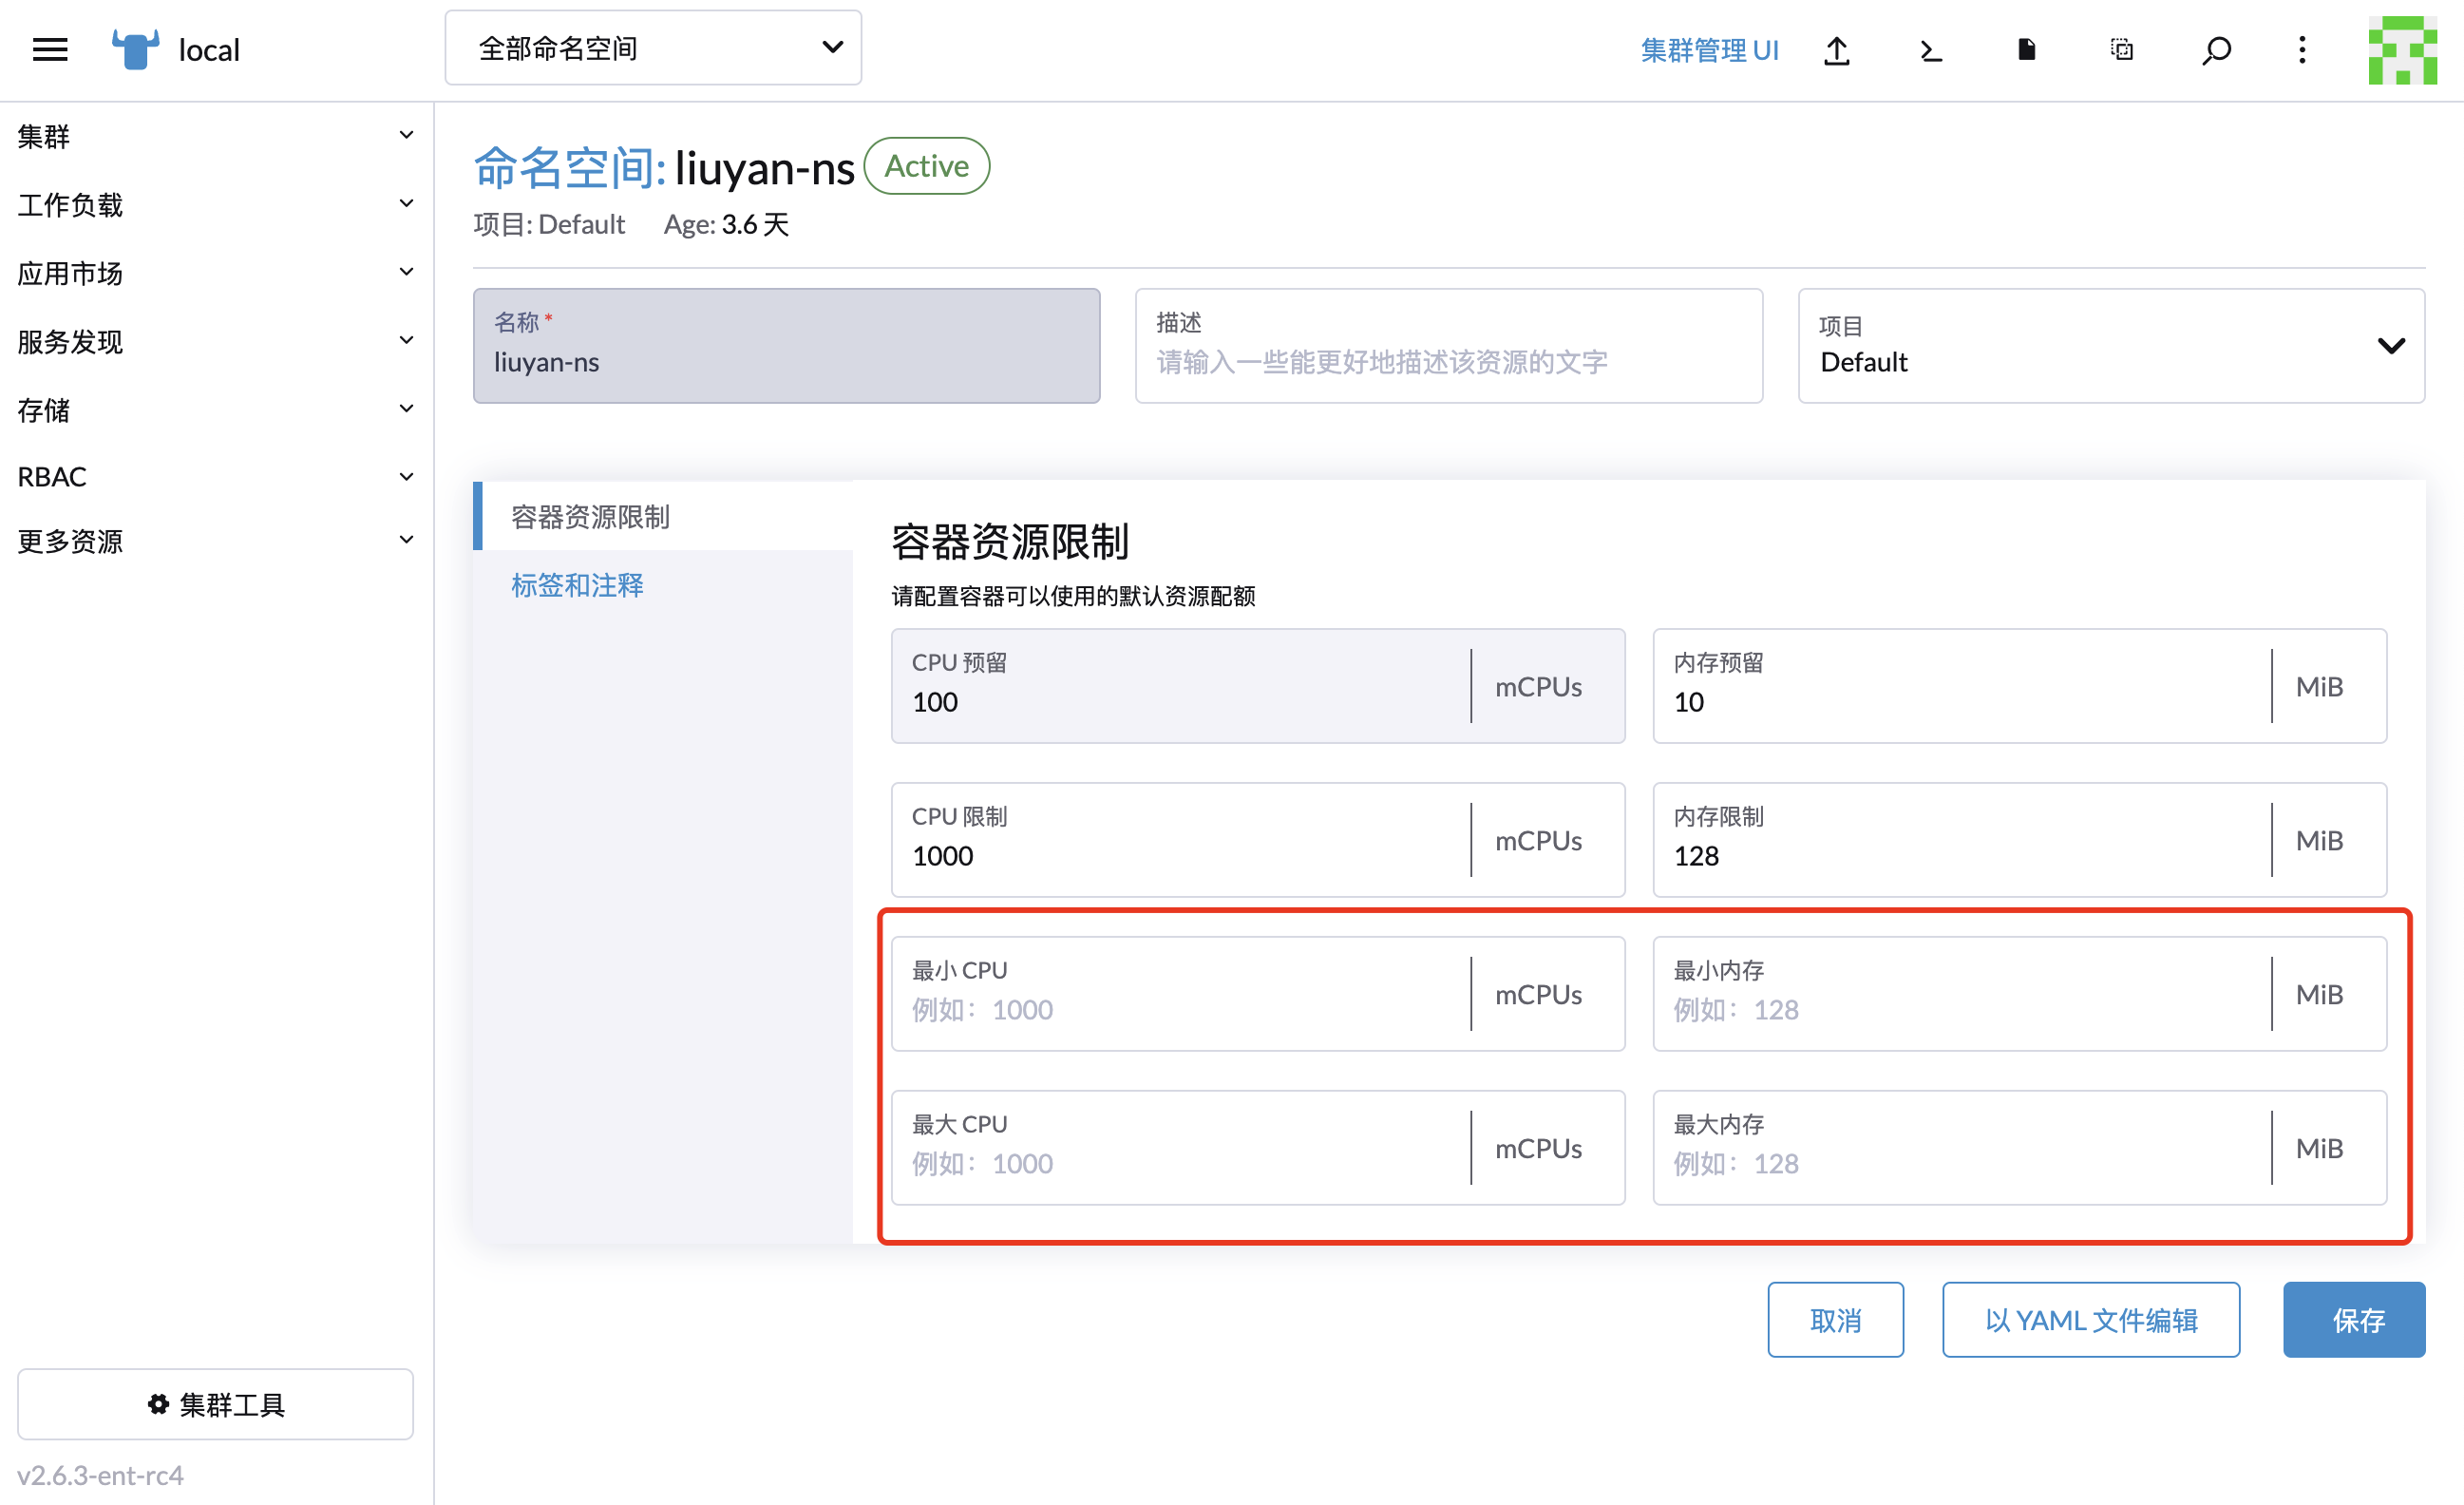 local
全部命名空间
集群管理 UI
集群
工作负载
应用市场
服务发现
存储
RBAC
更多资源
集群工具
v2.6.3-ent-rc4
命名空间: liuyan-ns Active
项目: Default Age: 3.6 天
名称 *
liuyan-ns
描述
请输入一些能更好地描述该资源的文字
项目
Default
容器资源限制
标签和注释
容器资源限制
请配置容器可以使用的默认资源配额
CPU 预留
100
mCPUs
内存预留
10
MiB
CPU 限制
1000
mCPUs
内存限制
128
MiB
最小 CPU
例如：1000
mCPUs
最小内存
例如：128
MiB
最大 CPU
例如：1000
mCPUs
最大内存
例如：128
MiB
取消
以 YAML 文件编辑
保存